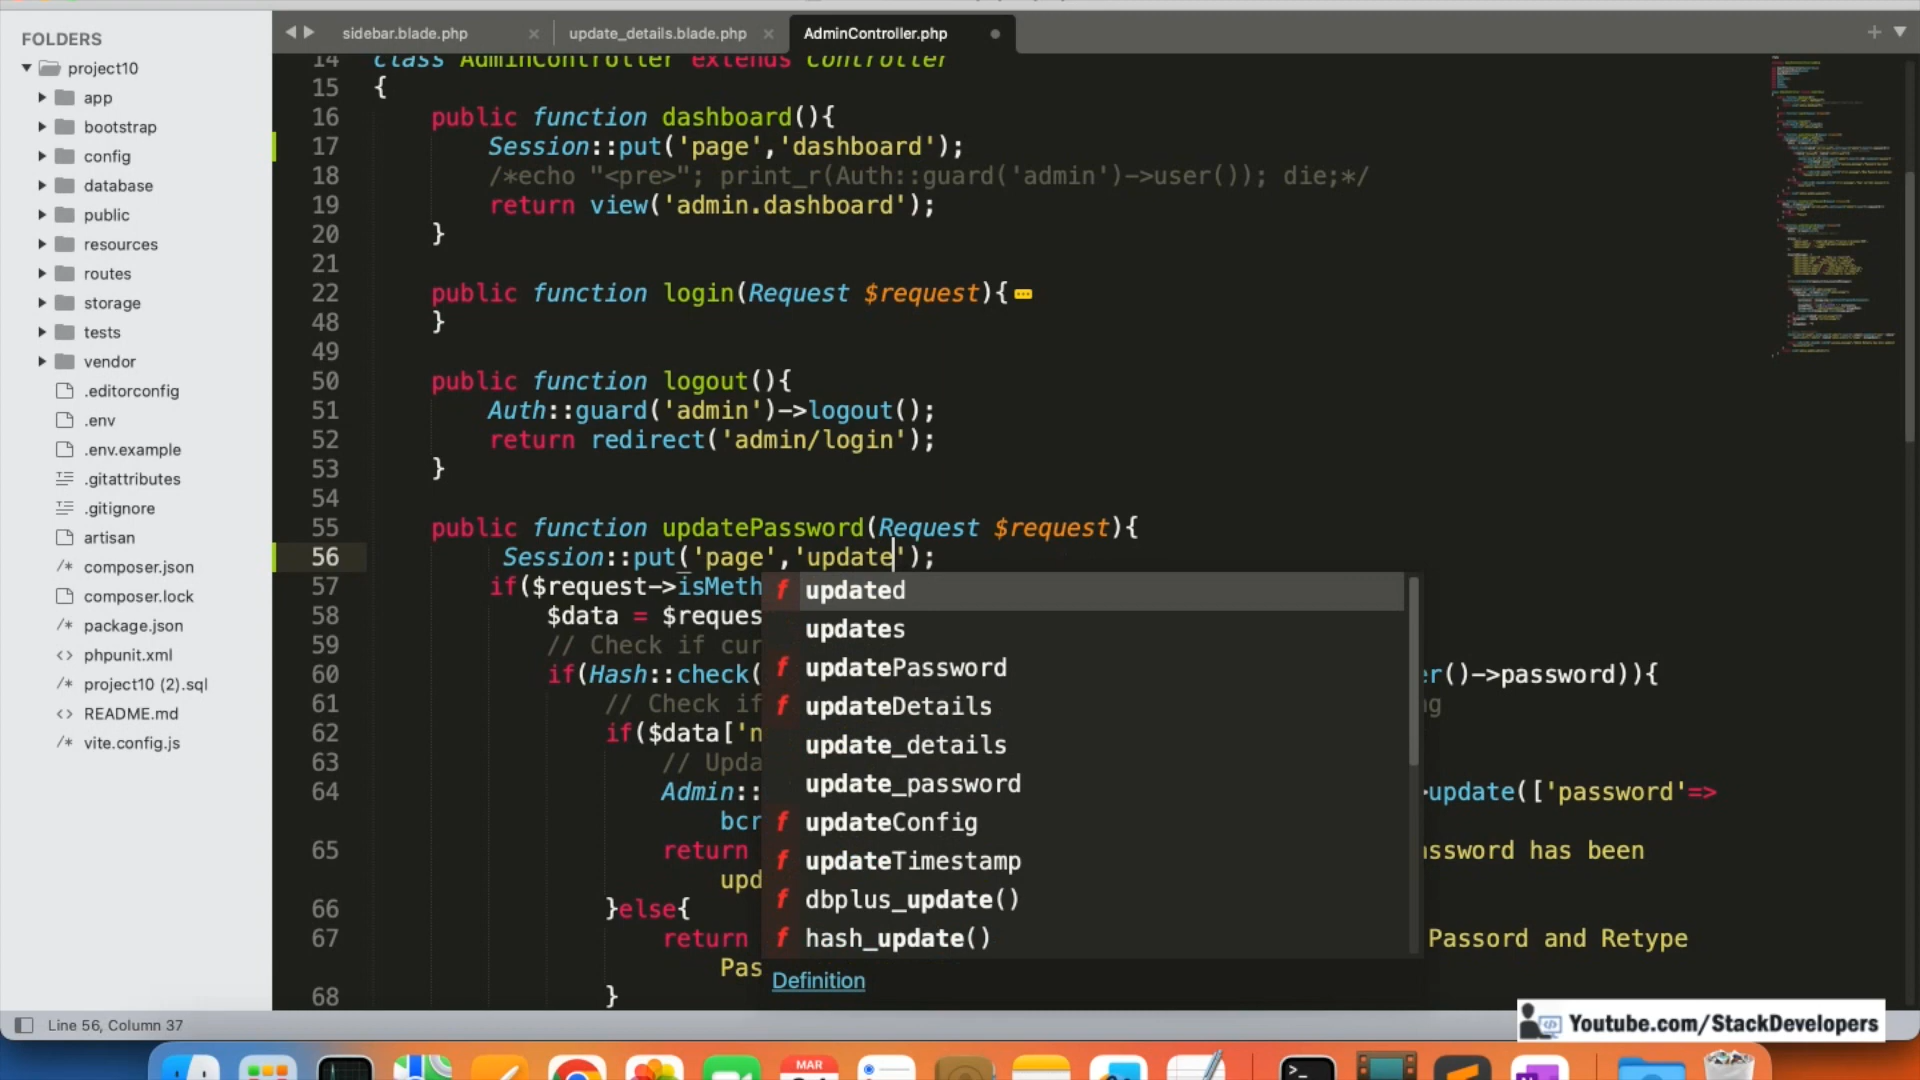 FOLDERS
project10
app
bootstrap
config
database
public
resources
routes
storage
tests
vendor
.editorconfig
.env
.env.example
.gitattributes
.gitignore
artisan
composer.json
composer.lock
package.json
phpunit.xml
project10 (2).sql
README.md
vite.config.js
sidebar.blade.php
update_details.blade.php
AdminController.php
14 class AdminController extends Controller
15 {
16 public function dashboard(){
17 Session::put('page','dashboard');
18 /*echo "<pre>"; print_r(Auth::guard('admin')->user()); die;*/
19 return view('admin.dashboard');
20 }
21
22 public function login(Request $request){
48 }
49
50 public function logout(){
51 Auth::guard('admin')->logout();
52 return redirect('admin/login');
53 }
54
55 public function updatePassword(Request $request){
56 Session::put('page','update');
57 if($request->isMeth
58 $data = $reques
59 // Check if cur
60 if(Hash::check( er()->password)){
61 // Check if ng
62 if($data['n
63 // Upda
64 Admin:: >update(['password'=>
bcr
65 return assword has been
upd
66 }else{
67 return Passord and Retype
Pas
68 }
updated
updates
updatePassword
updateDetails
update_details
update_password
updateConfig
updateTimestamp
dbplus_update()
hash_update()
Definition
Line 56, Column 37
Youtube.com/StackDevelopers
MAR